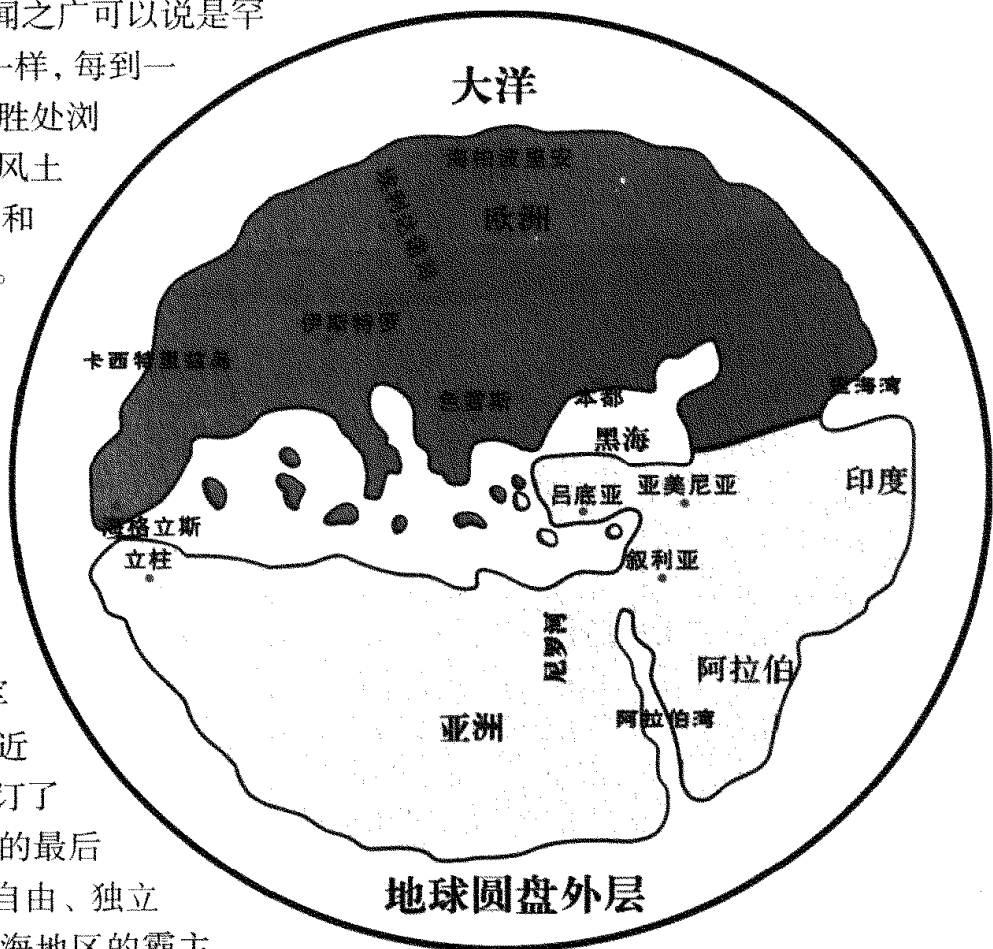 闻之广可以说是罕
一样，每到一
胜处浏
风土
和
。
大洋
欧洲
伊斯特罗
卡西特里兹岛
色雷斯
本都
里海湾
黑海
印度
吕底亚 亚美尼亚
海格立斯
立柱
叙利亚
尼罗河
阿拉伯
阿拉伯湾
亚洲
近
订了
的最后
自由、独立
海地区的霸主
地球圆盘外层